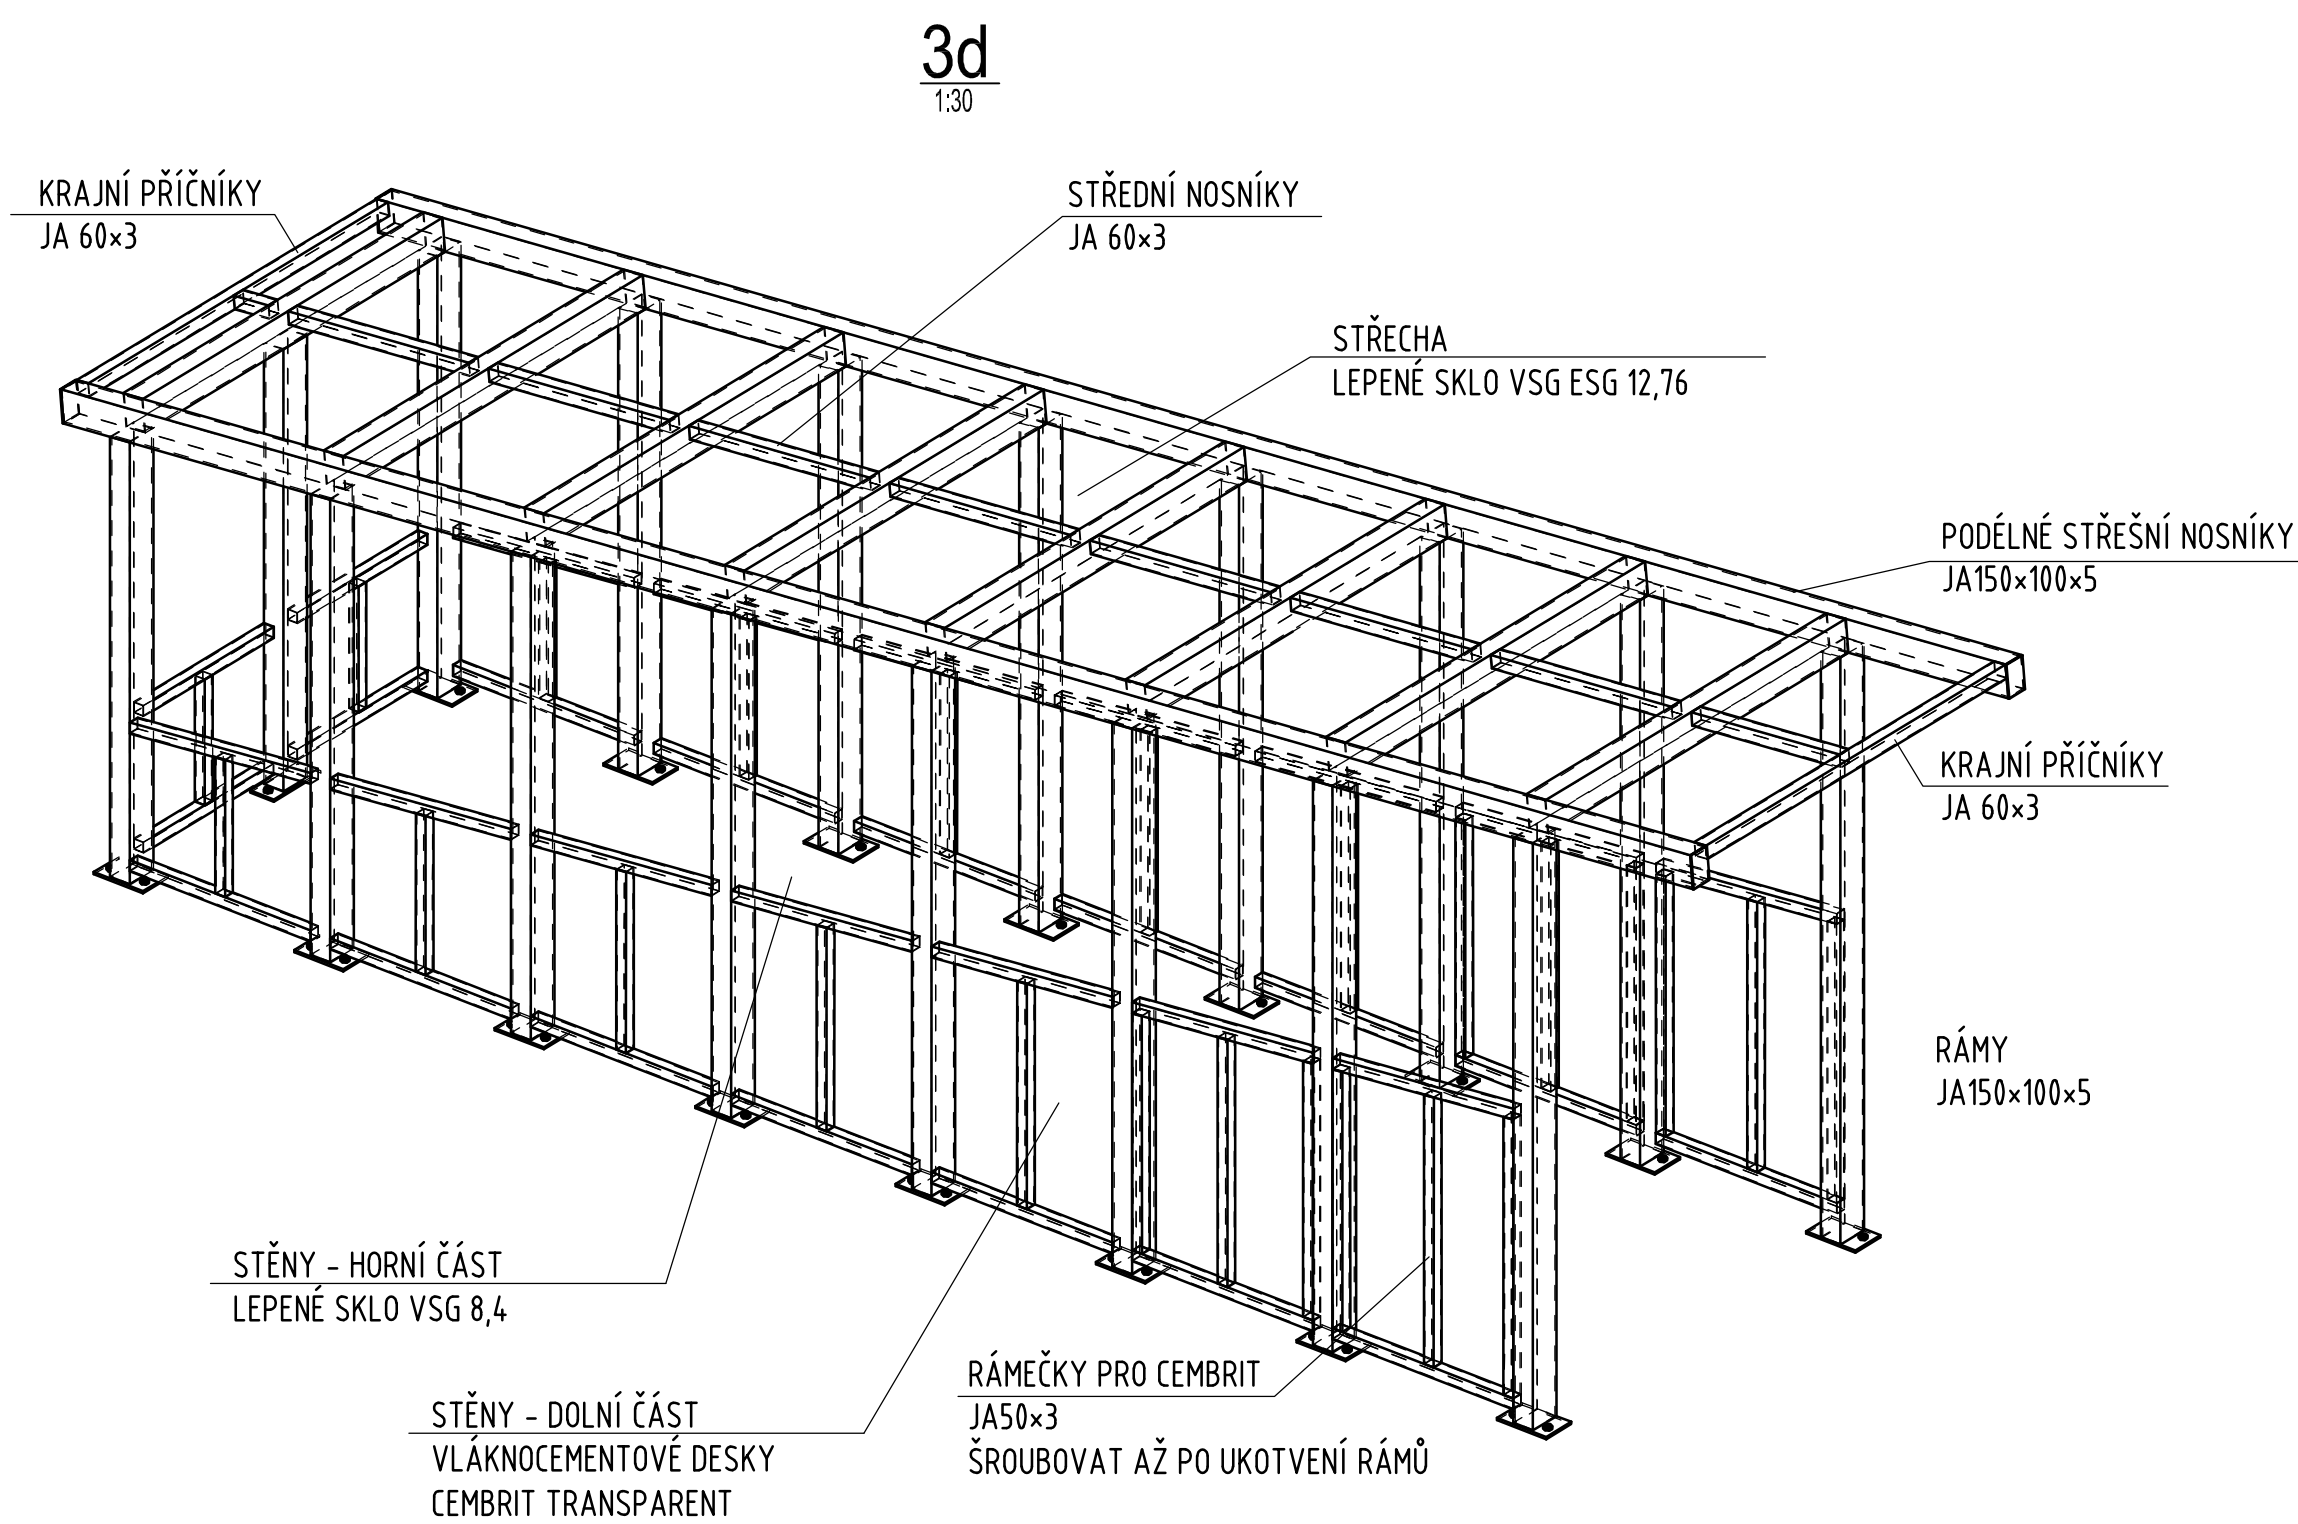 3d
1:30
KRAJNÍ PŘÍČNÍKY
JA 60×3
STŘEDNÍ NOSNÍKY
JA 60×3
STŘECHA
LEPENÉ SKLO VSG ESG 12,76
PODÉLNÉ STŘEŠNÍ NOSNÍKY
JA150×100×5
KRAJNÍ PŘÍČNÍKY
JA 60×3
RÁMY
JA150×100×5
STĚNY - HORNÍ ČÁST
LEPENÉ SKLO VSG 8,4
RÁMEČKY PRO CEMBRIT
JA50×3
ŠROUBOVAT AŽ PO UKOTVENÍ RÁMŮ
STĚNY - DOLNÍ ČÁST
VLÁKNOCEMENTOVÉ DESKY
CEMBRIT TRANSPARENT